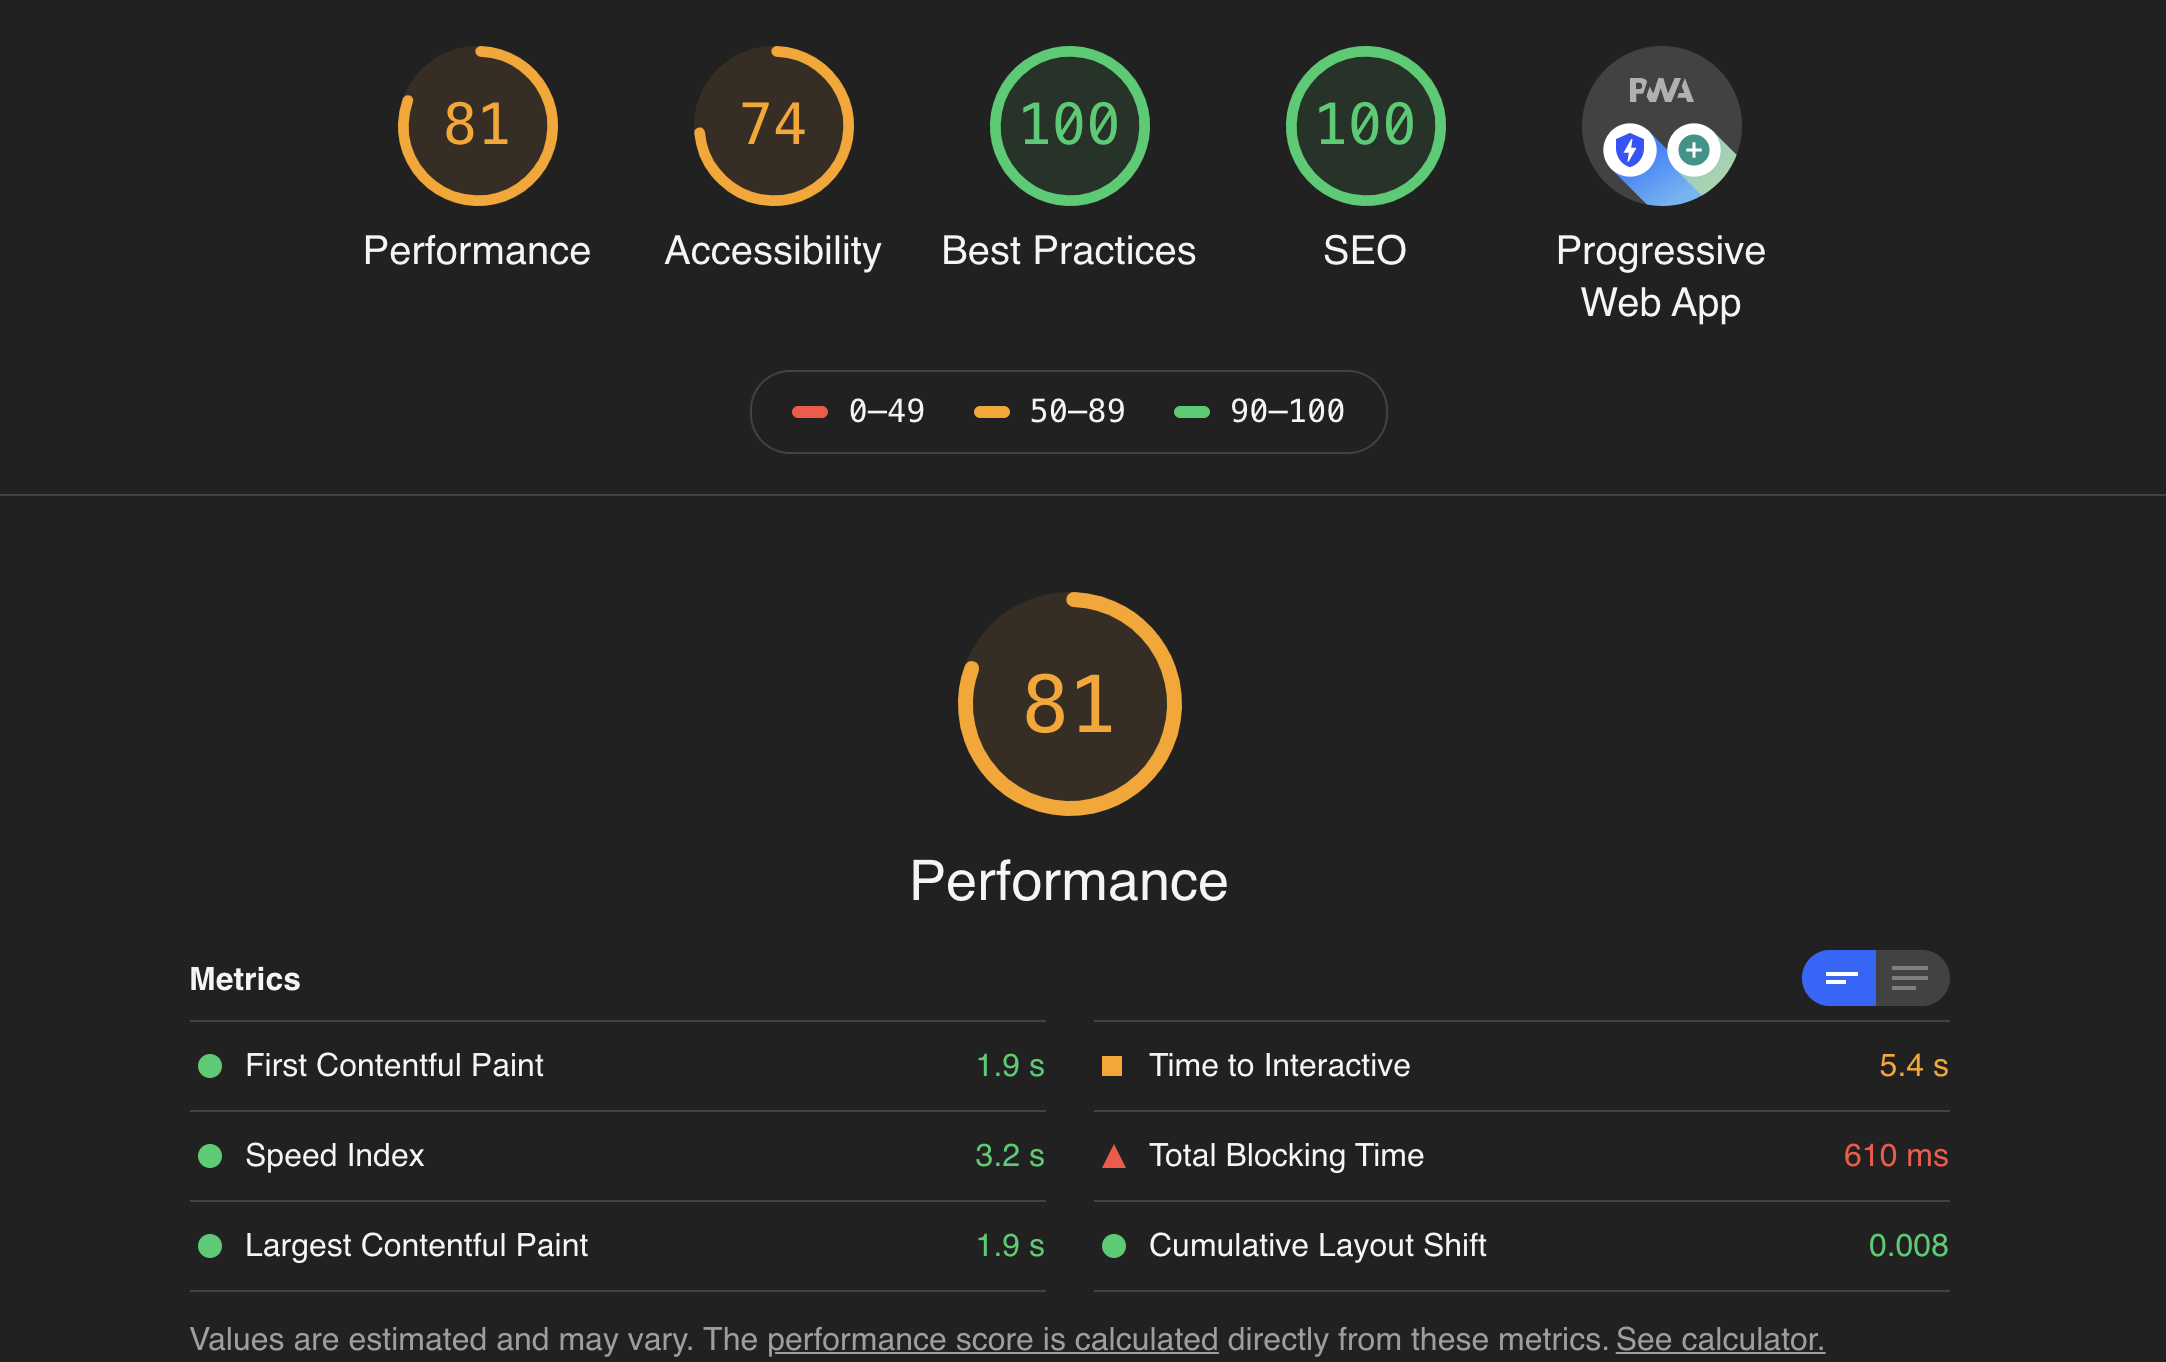 81
74
100
100
PWA
Performance
Accessibility
Best Practices
SEO
Progressive
Web App
0–49
50–89
90–100
81
Performance
Metrics
First Contentful Paint
1.9 s
Time to Interactive
5.4 s
Speed Index
3.2 s
Total Blocking Time
610 ms
Largest Contentful Paint
1.9 s
Cumulative Layout Shift
0.008
Values are estimated and may vary. The performance score is calculated directly from these metrics. See calculator.